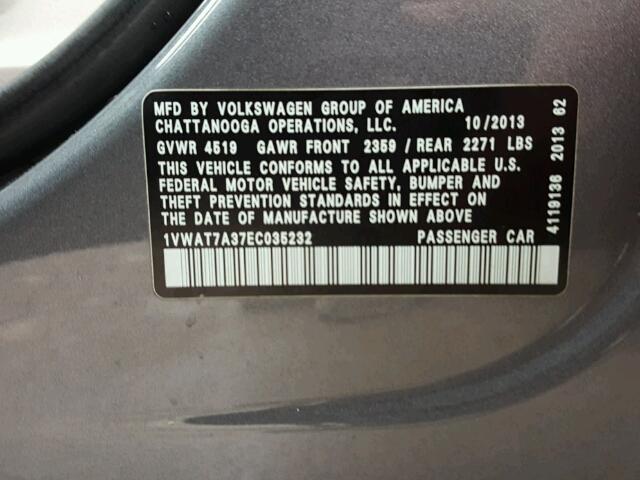 MFD BY VOLKSWAGEN GROUP OF AMERICA
CHATTANOOGA OPERATIONS, LLC. 10/2013
GVWR 4519 GAWR FRONT 2359 / REAR 2271 LBS
THIS VEHICLE CONFORMS TO ALL APPLICABLE U.S.
FEDERAL MOTOR VEHICLE SAFETY, BUMPER AND
THEFT PREVENTION STANDARDS IN EFFECT ON
THE DATE OF MANUFACTURE SHOWN ABOVE
1VWAT7A37EC035232 PASSENGER CAR
4119136 2013 62